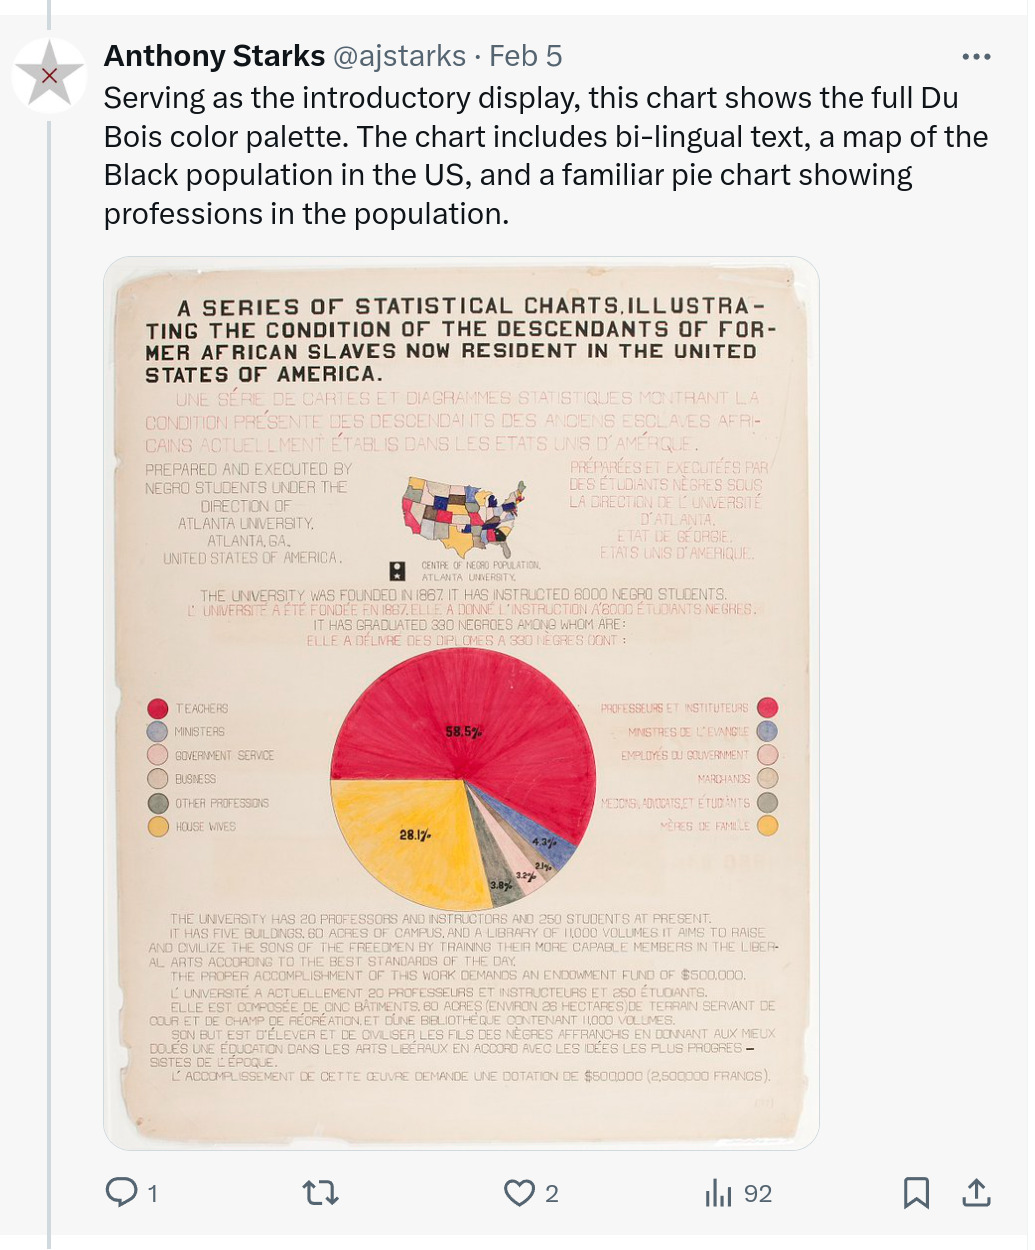 Anthony Starks @ajstarks · Feb 5
Serving as the introductory display, this chart shows the full Du
Bois color palette. The chart includes bi-lingual text, a map of the
Black population in the US, and a familiar pie chart showing
professions in the population.
A SERIES OF STATISTICAL CHARTS, ILLUSTRA-
TING THE CONDITION OF THE DESCENDANTS OF FOR-
MER AFRICAN SLAVES NOW RESIDENT IN THE UNITED
STATES OF AMERICA.
UNE SÉRIE DE CARTES ET DIAGRAMMES STATISTIQUES MONTRANT LA
CONDITION PRÉSENTE DES DESCENDANTS DES ANCIENS ESCLAVES AFRI-
CAINS ACTUELLMENT ÉTABLIS DANS LES ETATS UNIS D'AMÉRIQUE.
PREPARED AND EXECUTED BY
NEGRO STUDENTS UNDER THE
DIRECTION OF
ATLANTA UNIVERSITY.
ATLANTA, GA.
UNITED STATES OF AMERICA.
PRÉPARÉES ET EXECUTÉES PAR
DES ÉTUDIANTS NÈGRES SOUS
LA DIRECTION DE L'UNIVERSITÉ
D'ATLANTA.
ETAT DE GÉORGIE.
ETATS UNIS D'AMERIQUE.
CENTRE OF NEGRO POPULATION.
ATLANTA UNIVERSITY.
THE UNIVERSITY WAS FOUNDED IN 1867. IT HAS INSTRUCTED 6000 NEGRO STUDENTS.
L'UNIVERSITÉ A ÉTÉ FONDÉE EN 1867. ELLE A DONNÉ L'INSTRUCTION A'6000 ÉTUDIANTS NEGRES.
IT HAS GRADUATED 330 NEGROES AMONG WHOM ARE:
ELLE A DÉLIVRÉ DES DIPLOMES A 330 NÈGRES DONT :
TEACHERS
MINISTERS
GOVERNMENT SERVICE
BUSINESS
OTHER PROFESSIONS
HOUSE WIVES
58.5%
28.1%
4.3%
2.1%
3.2%
3.8%
PROFESSEURS ET INSTITUTEURS
MINISTRES DE L'EVANGILE
EMPLOYÉS DU GOUVERNMENT
MARCHANDS
MEDCINS, ADVOCATS, ET ÉTUDIANTS
MÈRES DE FAMILLE
THE UNIVERSITY HAS 20 PROFESSORS AND INSTRUCTORS AND 250 STUDENTS AT PRESENT.
IT HAS FIVE BUILDINGS, 60 ACRES OF CAMPUS, AND A LIBRARY OF 11,000 VOLUMES. IT AIMS TO RAISE
AND CIVILIZE THE SONS OF THE FREEDMEN BY TRAINING THEIR MORE CAPABLE MEMBERS IN THE LIBER-
AL ARTS ACCORDING TO THE BEST STANDARDS OF THE DAY.
THE PROPER ACCOMPLISHMENT OF THIS WORK DEMANDS AN ENDOWMENT FUND OF $500,000.
L'UNIVERSITÉ A ACTUELLEMENT 20 PROFESSEURS ET INSTRUCTEURS ET 250 ÉTUDIANTS.
ELLE EST COMPOSÉE DE CINQ BÂTIMENTS, 60 ACRES (ENVIRON 26 HECTARES) DE TERRAIN SERVANT DE
COUR ET DE CHAMP DE RÉCRÉATION, ET D'UNE BIBLIOTHÈQUE CONTENANT 11,000 VOLUMES.
SON BUT EST D'ÉLEVER ET DE CIVILISER LES FILS DES NÈGRES AFFRANCHIS EN DONNANT AUX MIEUX
DOUÉS UNE ÉDUCATION DANS LES ARTS LIBÉRAUX EN ACCORD AVEC LES IDÉES LES PLUS PROGRES-
SISTES DE L'ÉPOQUE.
L'ACCOMPLISSEMENT DE CETTE ŒUVRE DEMANDE UNE DOTATION DE $500,000 (2,500,000 FRANCS).
1
2
92